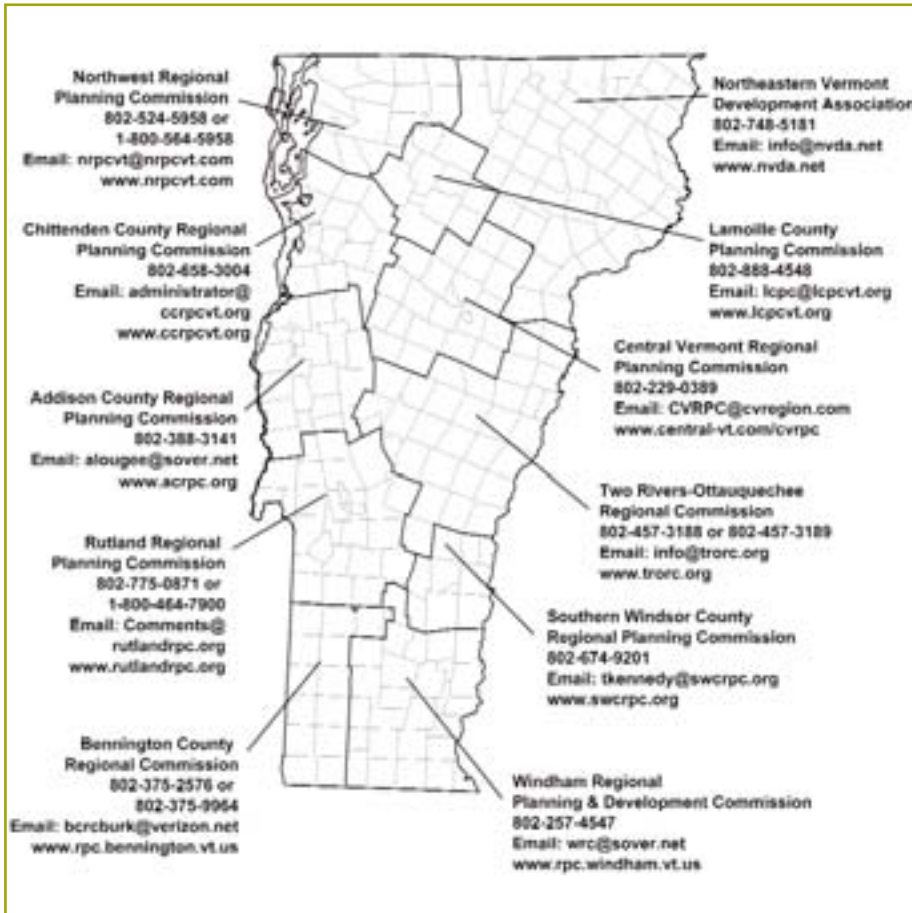 Northwest Regional
Planning Commission
802-524-5958 or
1-800-564-5958
Email: nrpcvt@nrpcvt.com
www.nrpcvt.com
Chittenden County Regional
Planning Commission
802-658-3004
Email: administrator@
ccrpcvt.org
www.ccrpcvt.org
Addison County Regional
Planning Commission
802-388-3141
Email: alougee@sover.net
www.acrpc.org
Rutland Regional
Planning Commission
802-775-0871 or
1-800-464-7900
Email: Comments@
rutlandrpc.org
www.rutlandrpc.org
Bennington County
Regional Commission
802-375-2576 or
802-375-9964
Email: bcrcburk@verizon.net
www.rpc.bennington.vt.us
Northeastern Vermont
Development Association
802-748-5181
Email: info@nvda.net
www.nvda.net
Lamoille County
Planning Commission
802-888-4548
Email: lcpc@lcpcvt.org
www.lcpcvt.org
Central Vermont Regional
Planning Commission
802-229-0389
Email: CVRPC@cvregion.com
www.central-vt.com/cvrpc
Two Rivers-Ottauquechee
Regional Commission
802-457-3188 or 802-457-3189
Email: info@trorc.org
www.trorc.org
Southern Windsor County
Regional Planning Commission
802-674-9201
Email: tkennedy@swcrpc.org
www.swcrpc.org
Windham Regional
Planning & Development Commission
802-257-4547
Email: wrc@sover.net
www.rpc.windham.vt.us